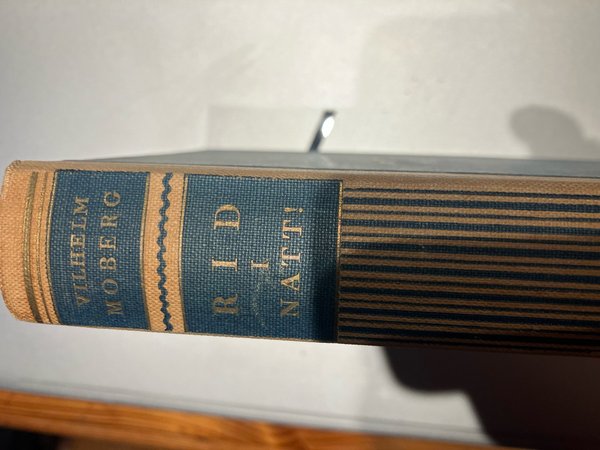 VILHELM
MOBERG
RID
I
NATT!